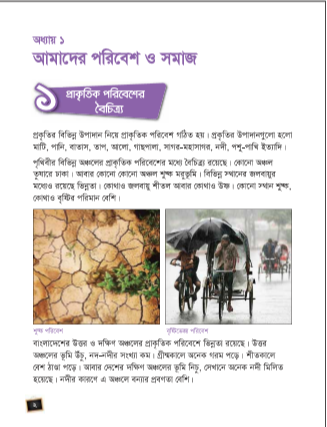 অধ্যায় ১
আমাদের পরিবেশ ও সমাজ
১
প্রাকৃতিক পরিবেশের
বৈচিত্র্য
প্রকৃতির বিভিন্ন উপাদান নিয়ে প্রাকৃতিক পরিবেশ গঠিত হয়। প্রকৃতির উপাদানগুলো হলো
মাটি, পানি, বাতাস, তাপ, আলো, গাছপালা, সাগর-মহাসাগর, নদী, পশু-পাখি ইত্যাদি।
পৃথিবীর বিভিন্ন অঞ্চলের প্রাকৃতিক পরিবেশের মধ্যে বৈচিত্র্য রয়েছে। কোনো অঞ্চল
তুষারে ঢাকা। আবার কোনো কোনো অঞ্চল শুষ্ক মরুভূমি। বিভিন্ন স্থানের জলবায়ুর
মধ্যেও রয়েছে ভিন্নতা। কোথাও জলবায়ু শীতল আবার কোথাও উষ্ণ। কোনো স্থান শুষ্ক,
কোথাও বৃষ্টির পরিমান বেশি।
শুষ্ক পরিবেশ
বৃষ্টিভেজা পরিবেশ
বাংলাদেশের উত্তর ও দক্ষিণ অঞ্চলের প্রাকৃতিক পরিবেশে ভিন্নতা রয়েছে। উত্তর
অঞ্চলের ভূমি উঁচু, নদ-নদীর সংখ্যা কম। গ্রীষ্মকালে অনেক গরম পড়ে। শীতকালে
বেশ ঠান্ডা পড়ে। আবার দেশের দক্ষিণ অঞ্চলের ভূমি নিচু, সেখানে অনেক নদী মিলিত
হয়েছে। নদীর কারণে এ অঞ্চলে বন্যার প্রবণতা বেশি।
২